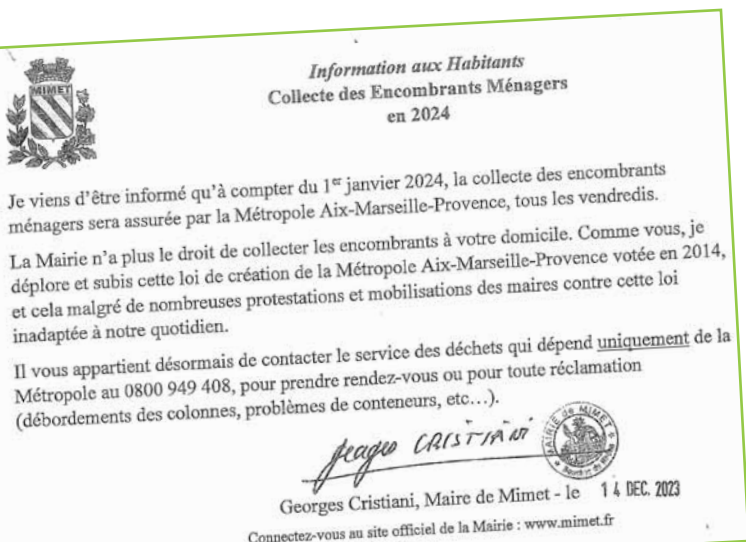 MIMET
Information aux Habitants
Collecte des Encombrants Ménagers
en 2024
Je viens d'être informé qu'à compter du 1er janvier 2024, la collecte des encombrants
ménagers sera assurée par la Métropole Aix-Marseille-Provence, tous les vendredis.
La Mairie n'a plus le droit de collecter les encombrants à votre domicile. Comme vous, je
déplore et subis cette loi de création de la Métropole Aix-Marseille-Provence votée en 2014,
et cela malgré de nombreuses protestations et mobilisations des maires contre cette loi
inadaptée à notre quotidien.
Il vous appartient désormais de contacter le service des déchets qui dépend uniquement de la
Métropole au 0800 949 408, pour prendre rendez-vous ou pour toute réclamation
(débordements des colonnes, problèmes de conteneurs, etc…).
Georges CRISTIANI
MAIRIE de MIMET
Georges Cristiani, Maire de Mimet - le 14 DEC. 2023
Connectez-vous au site officiel de la Mairie : www.mimet.fr